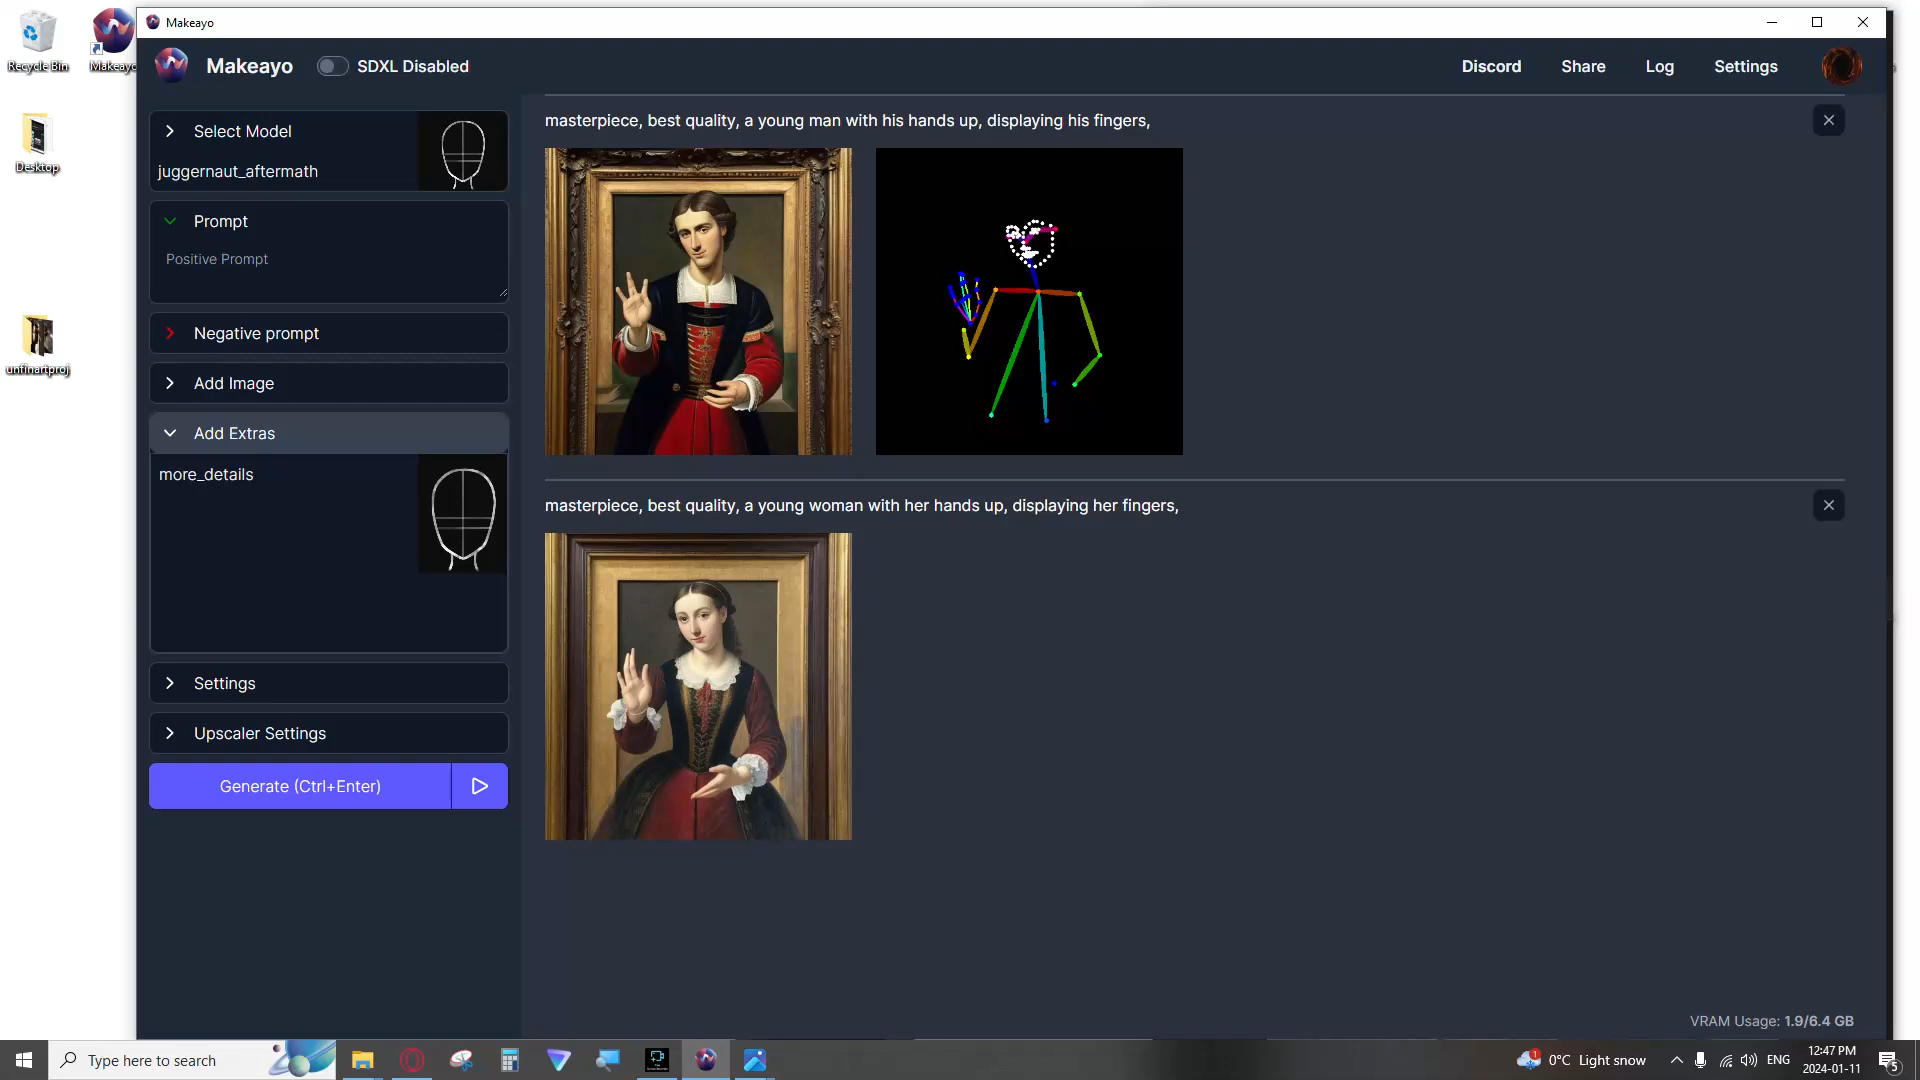 Recycle Bin
Makeayo
Desktop
unfinartproj
Makeayo
Makeayo
SDXL Disabled
Discord
Share
Log
Settings
Select Model
juggernaut_aftermath
Prompt
Positive Prompt
Negative prompt
Add Image
Add Extras
more_details
Settings
Upscaler Settings
Generate (Ctrl+Enter)
masterpiece, best quality, a young man with his hands up, displaying his fingers,
masterpiece, best quality, a young woman with her hands up, displaying her fingers,
VRAM Usage: 1.9/6.4 GB
Type here to search
1
0°C Light snow
ENG
12:47 PM
2024-01-11
5